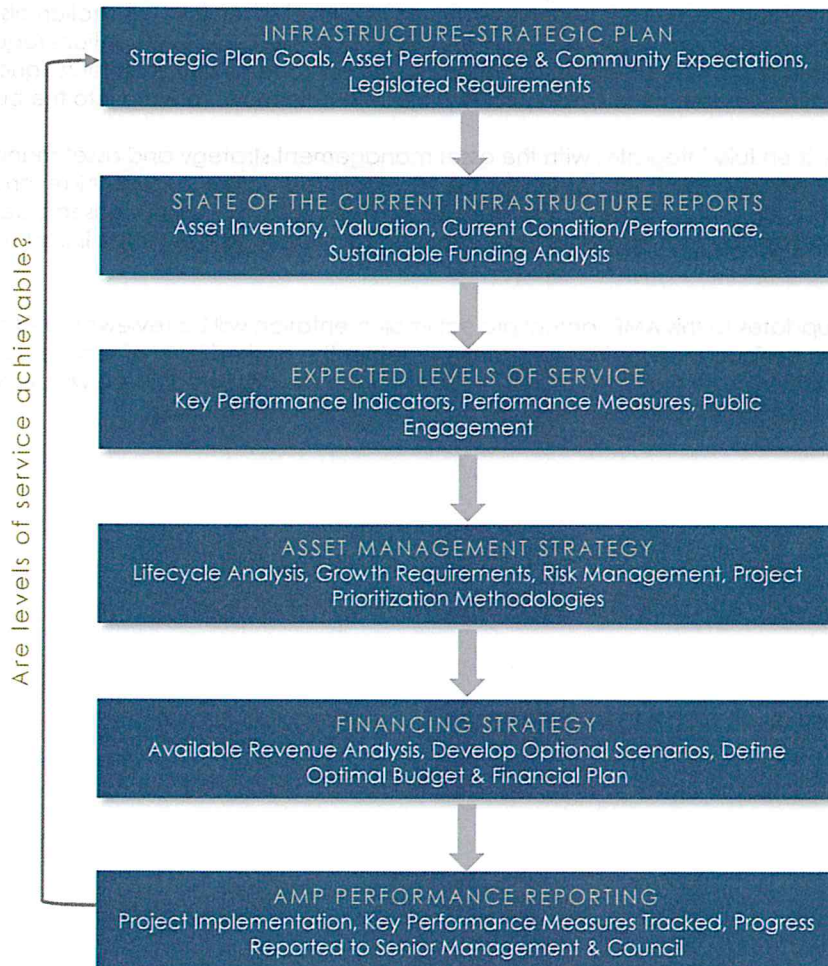 INFRASTRUCTURE–STRATEGIC PLAN
Strategic Plan Goals, Asset Performance & Community Expectations,
Legislated Requirements
STATE OF THE CURRENT INFRASTRUCTURE REPORTS
Asset Inventory, Valuation, Current Condition/Performance,
Sustainable Funding Analysis
EXPECTED LEVELS OF SERVICE
Key Performance Indicators, Performance Measures, Public
Engagement
ASSET MANAGEMENT STRATEGY
Lifecycle Analysis, Growth Requirements, Risk Management, Project
Prioritization Methodologies
FINANCING STRATEGY
Available Revenue Analysis, Develop Optional Scenarios, Define
Optimal Budget & Financial Plan
AMP PERFORMANCE REPORTING
Project Implementation, Key Performance Measures Tracked, Progress
Reported to Senior Management & Council
Are levels of service achievable?